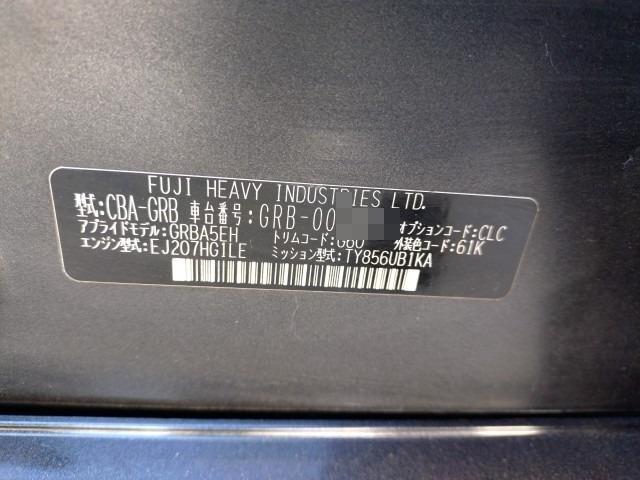 FUJI HEAVY INDUSTRIES LTD.
型式:CBA-GRB 車台番号:GRB-00 オプションコード:CLC
アプライドモデル:GRBA5EH トリムコード: 外装色コード:61K
エンジン型式:EJ207HGILE ミッション型式:TY856UB1KA